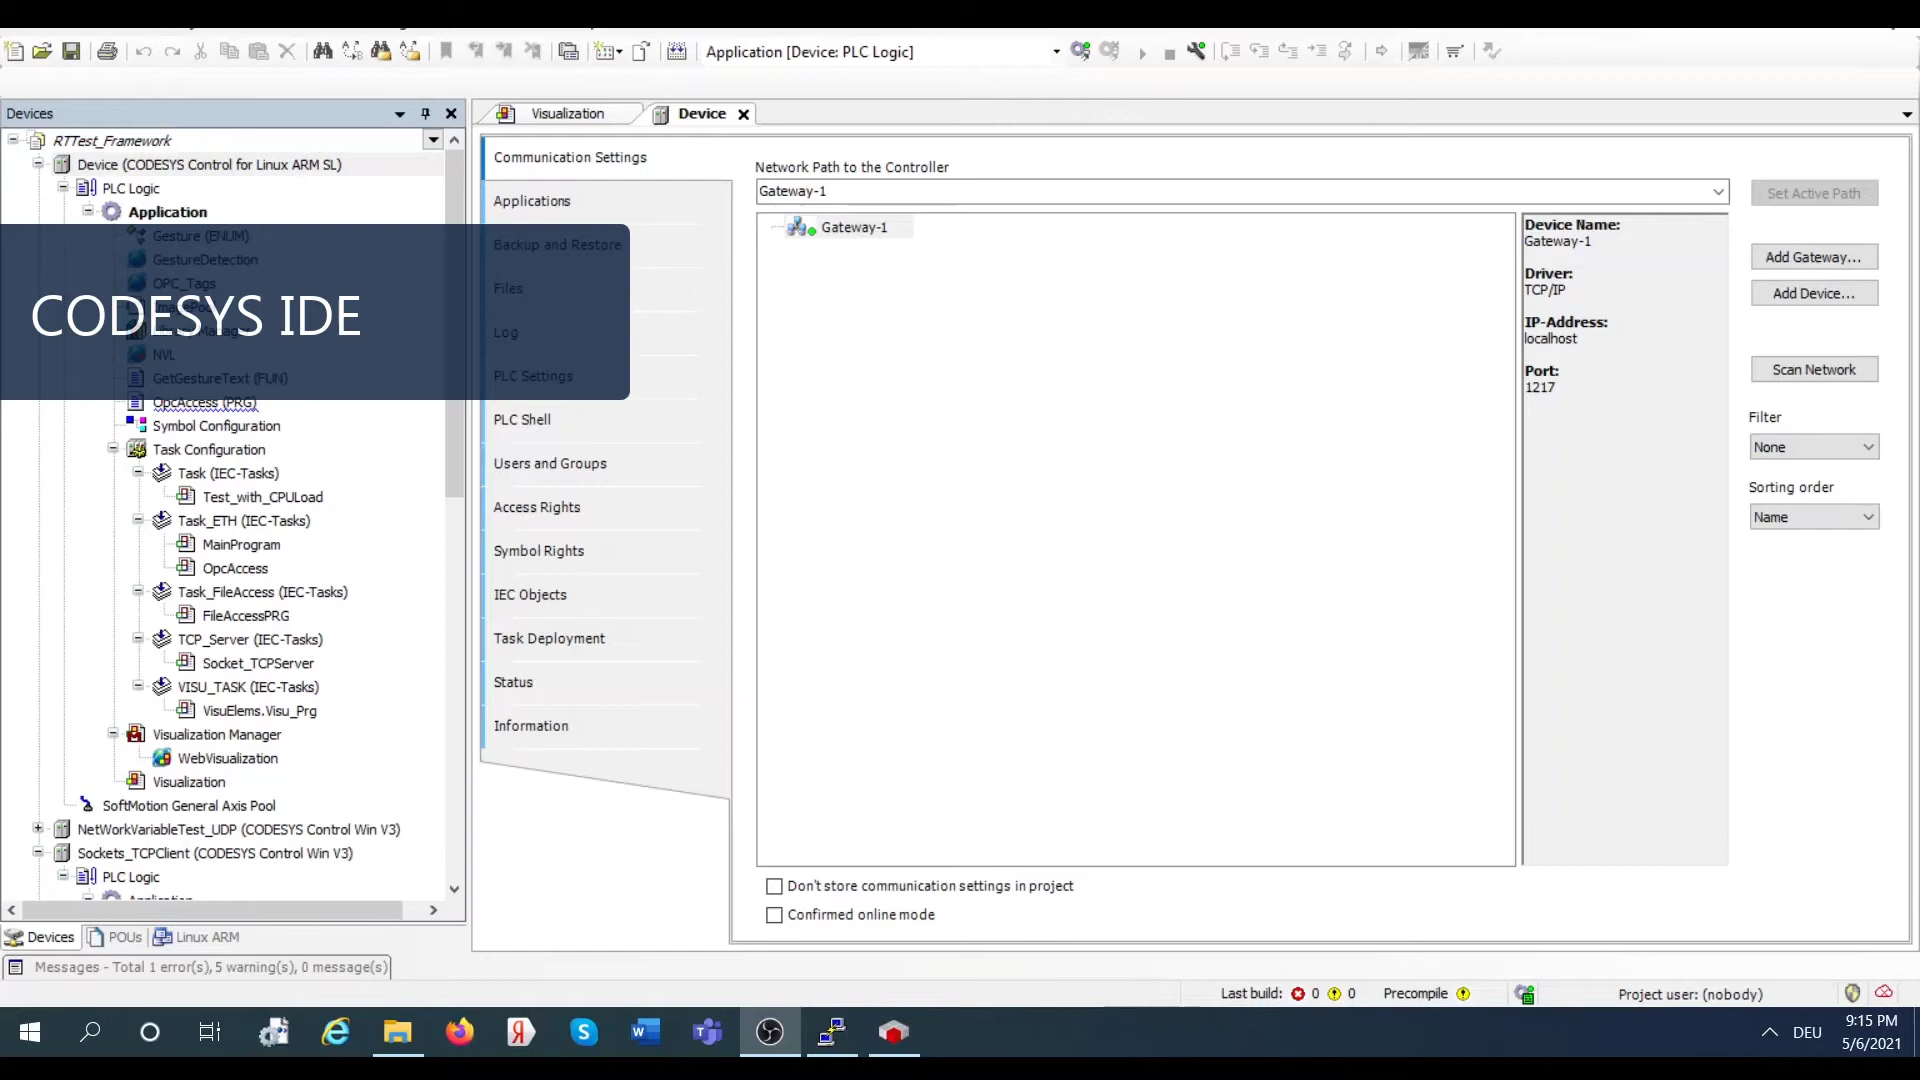 Application [Device: PLC Logic]
Devices
Visualization
Device
RTTest_Framework
Device (CODESYS Control for Linux ARM SL)
PLC Logic
Application
Gesture (ENUM)
GestureDetection
OPC_Tags
CODESYS IDE
NVL
GetGestureText (FUN)
OpcAccess (PRG)
Symbol Configuration
Task Configuration
Task (IEC-Tasks)
Test_with_CPULoad
Task_ETH (IEC-Tasks)
MainProgram
OpcAccess
Task_FileAccess (IEC-Tasks)
FileAccessPRG
TCP_Server (IEC-Tasks)
Socket_TCPServer
VISU_TASK (IEC-Tasks)
VisuElems.Visu_Prg
Visualization Manager
WebVisualization
Visualization
SoftMotion General Axis Pool
NetWorkVariableTest_UDP (CODESYS Control Win V3)
Sockets_TCPClient (CODESYS Control Win V3)
PLC Logic
Devices
POUs
Linux ARM
Communication Settings
Applications
Backup and Restore
Files
Log
PLC Settings
PLC Shell
Users and Groups
Access Rights
Symbol Rights
IEC Objects
Task Deployment
Status
Information
Network Path to the Controller
Gateway-1
Gateway-1
Device Name:
Gateway-1
Driver:
TCP/IP
IP-Address:
localhost
Port:
1217
Set Active Path
Add Gateway...
Add Device...
Scan Network
Filter
None
Sorting order
Name
Don't store communication settings in project
Confirmed online mode
Messages - Total 1 error(s), 5 warning(s), 0 message(s)
Last build: 0 0 Precompile
Project user: (nobody)
DEU
9:15 PM
5/6/2021